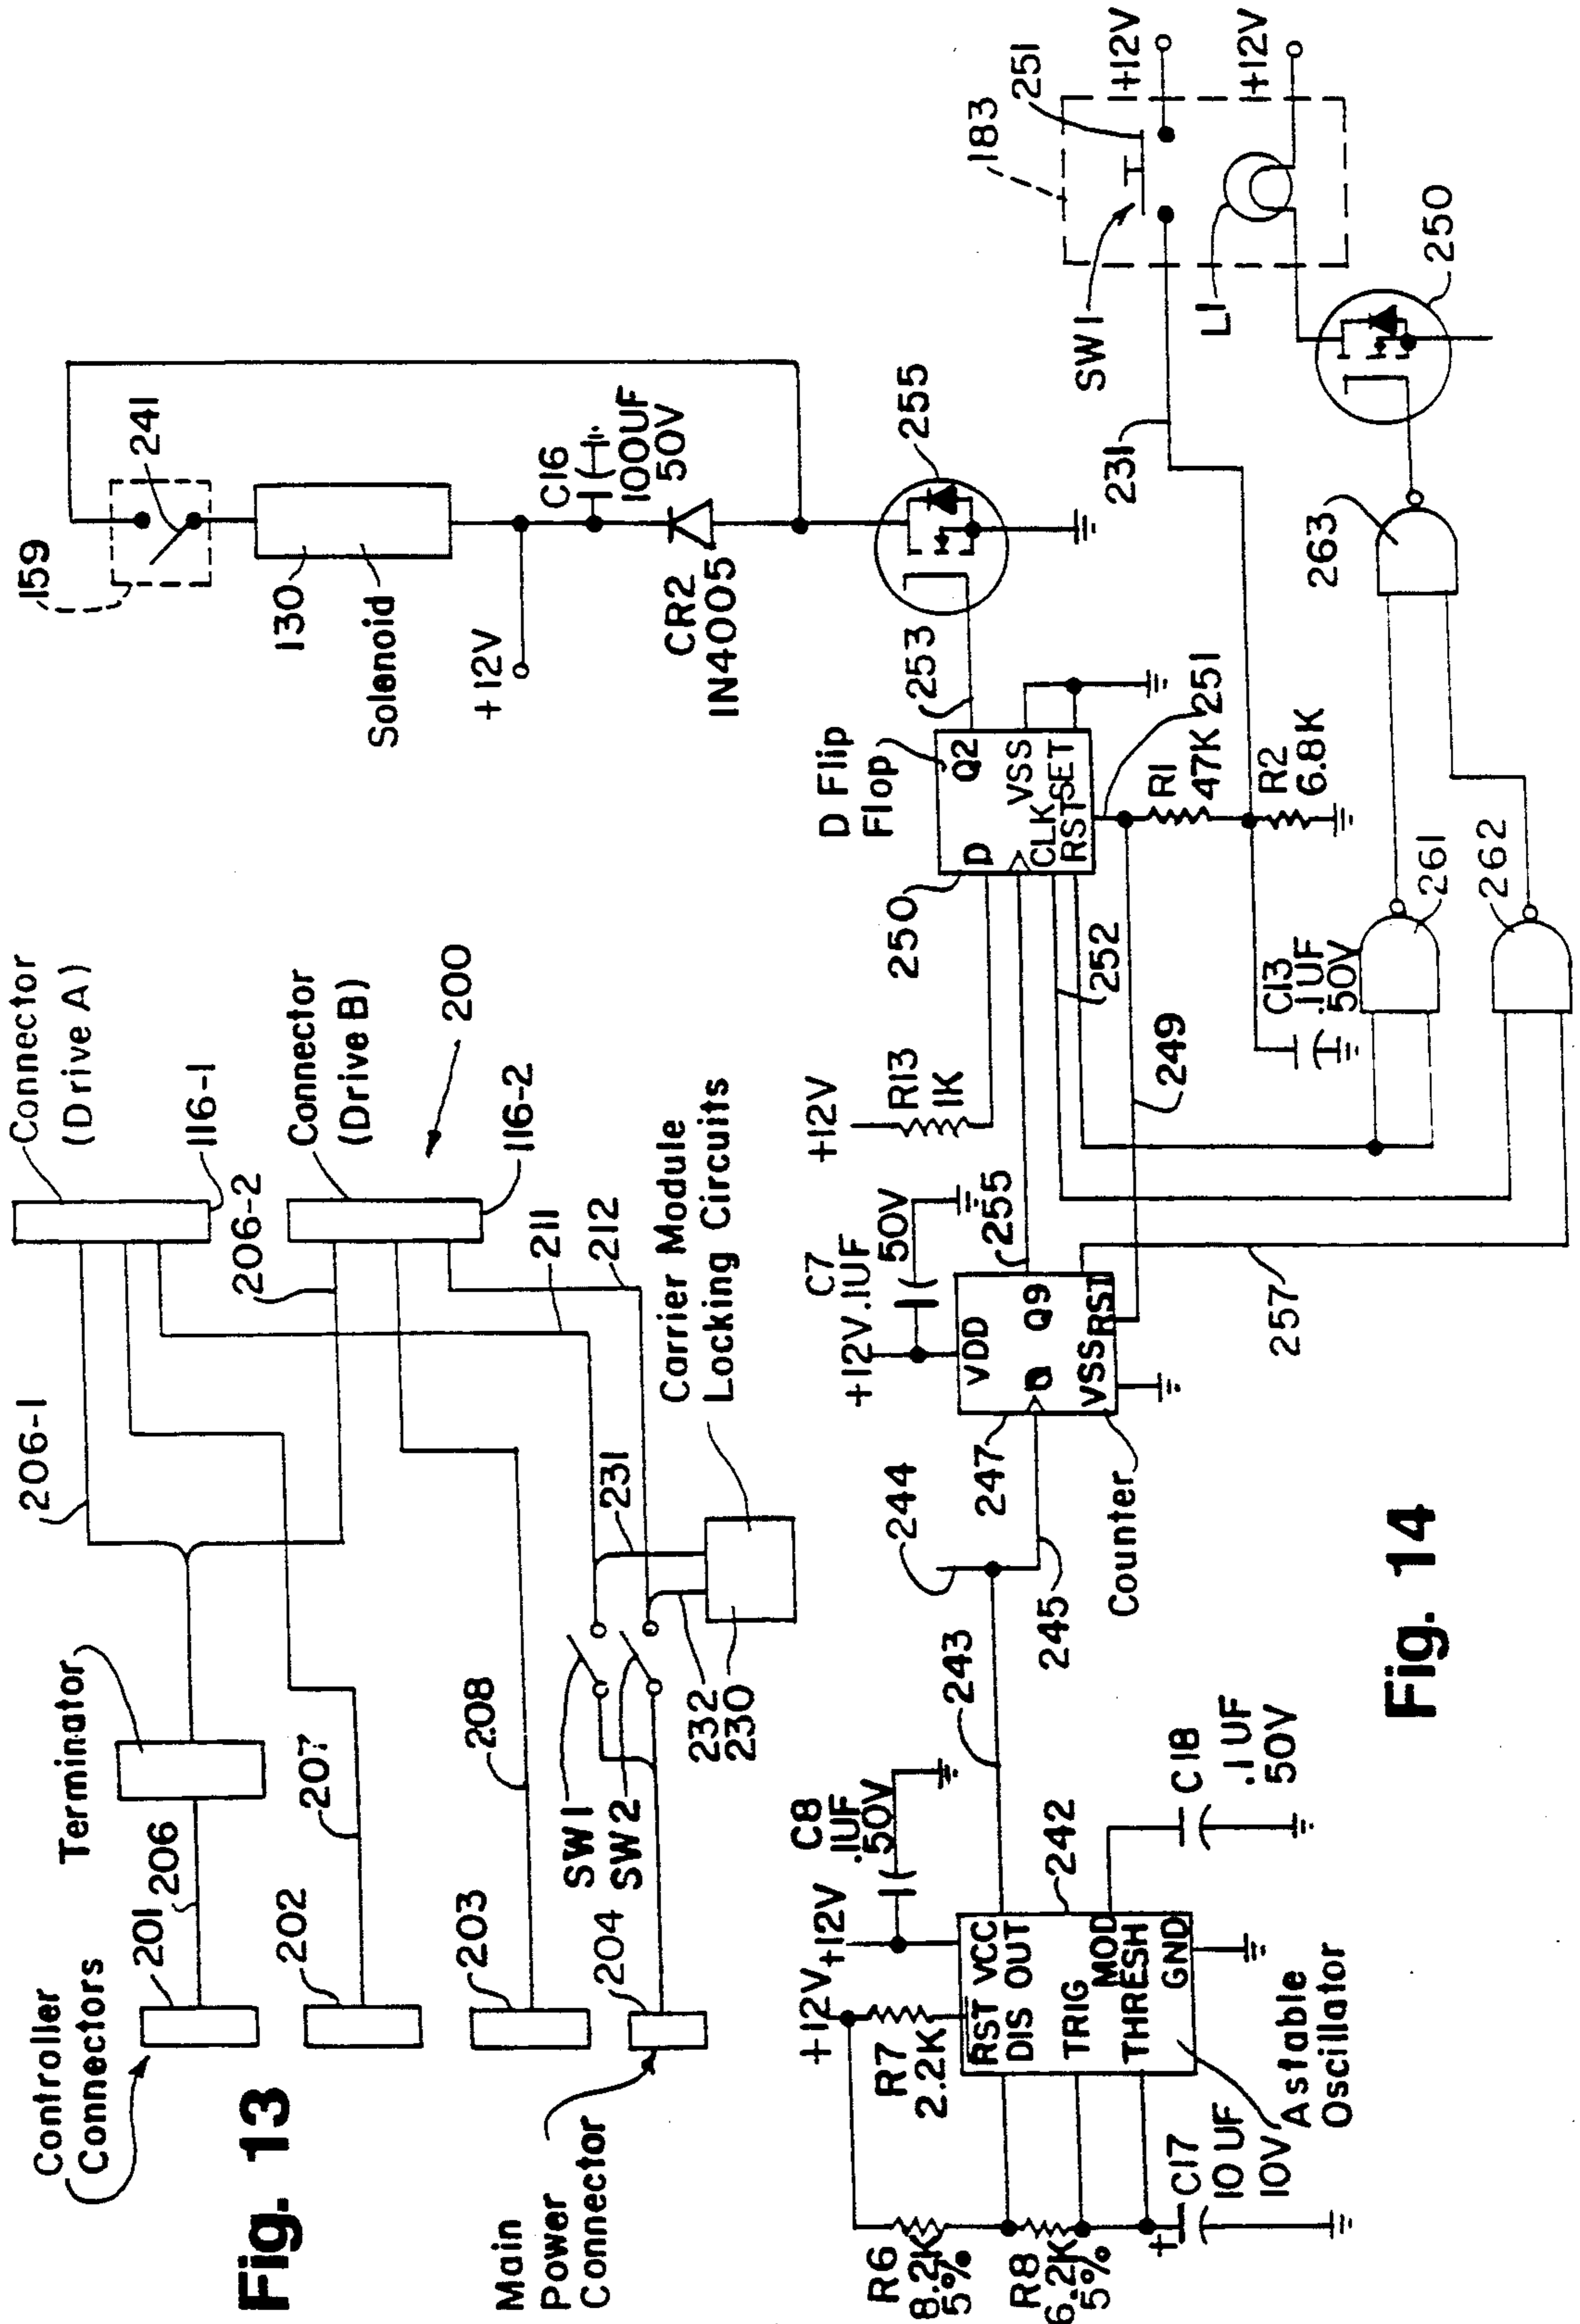 Controller
Connectors
201
206
Terminator
206-1
Connector
(Drive A)
116-1
206-2
202
207
Connector
(Drive B)
200
116-2
203
208
211
212
SW1
SW2
204
232
230
231
Carrier Module
Locking Circuits
Main
Power
Connector
Fig. 13
159
241
130
Solenoid
+12V
C16
100UF
50V
CR2
1N4005
255
253
D Flip
Flop
Q2
D
VSS
CLK
SET
RST
250
252
251
R1
47K
R2
6.8K
231
SW1
183
251
+12V
L1
+12V
250
263
261
262
C13
.1UF
50V
+12V
R13
1K
249
255
257
C7
.1UF
50V
+12V
VDD
Q9
VSS
RST
247
Counter
244
245
243
C8
.1UF
50V
+12V
+12V
R7
2.2K
RST
VCC
DIS
OUT
TRIG
MOD
THRESH
GND
242
C18
.1UF
50V
Astable
Oscillator
R6
8.2K
5%
R8
6.2K
5%
+
C17
10UF
10V
Fig. 14